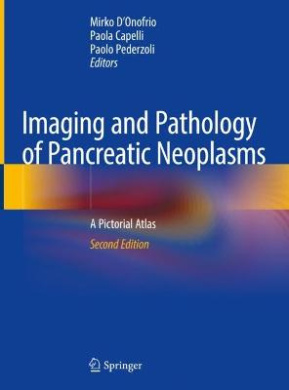 Mirko D'Onofrio
Paola Capelli
Paolo Pederzoli
Editors
Imaging and Pathology
of Pancreatic Neoplasms
A Pictorial Atlas
Second Edition
Springer